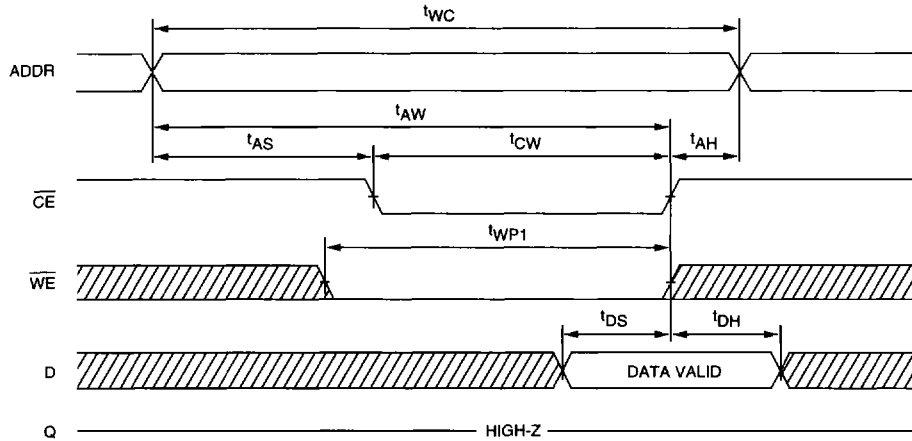 tWC
ADDR
tAW
tAS tCW tAH
CE
tWP1
WE
tDS tDH
D DATA VALID
Q HIGH-Z